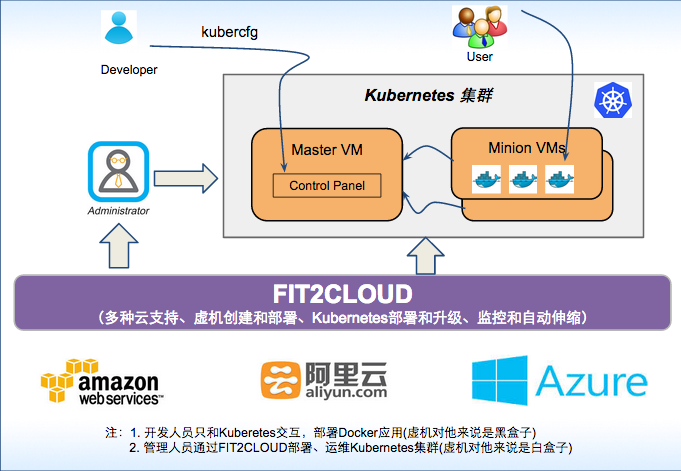 kubercfg
Developer
User
Kubernetes 集群
Master VM
Control Panel
Minion VMs
Administrator
FIT2CLOUD
（多种云支持、虚机创建和部署、Kubernetes部署和升级、监控和自动伸缩）
amazon
web services™
阿里云
aliyun.com
Azure
注： 1. 开发人员只和Kuberetes交互，部署Docker应用(虚机对他来说是黑盒子)
2. 管理人员通过FIT2CLOUD部署、运维Kubernetes集群(虚机对他来说是白盒子)